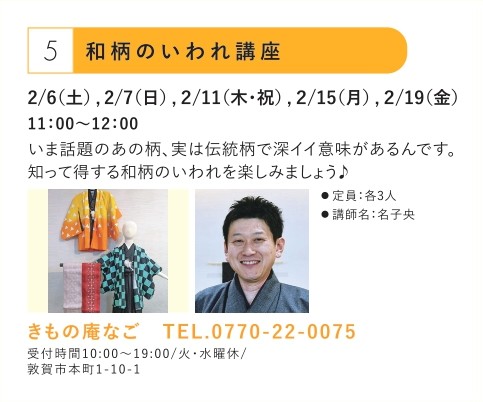 5 和柄のいわれ講座
2/6(土) , 2/7(日) , 2/11(木・祝) , 2/15(月) , 2/19(金)
11:00〜12:00
いま話題のあの柄、実は伝統柄で深イイ意味があるんです。
知って得する和柄のいわれを楽しみましょう♪
●定員:各3人
●講師名:名子央
きもの庵なご　TEL.0770-22-0075
受付時間10:00〜19:00/火・水曜休/
敦賀市本町1-10-1